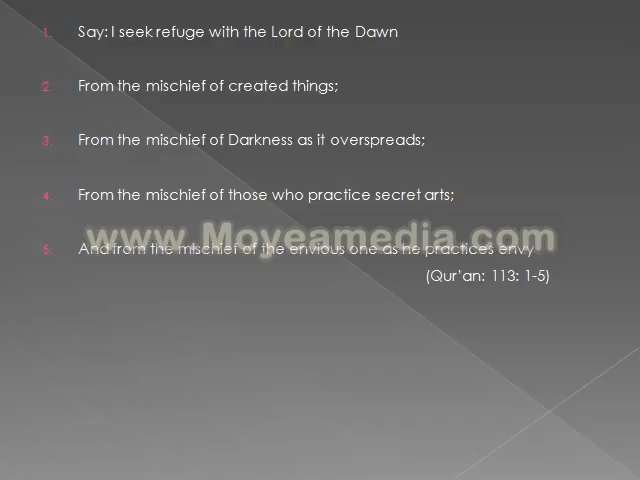 1. Say: I seek refuge with the Lord of the Dawn
2. From the mischief of created things;
3. From the mischief of Darkness as it overspreads;
4. From the mischief of those who practice secret arts;
www.Moyeamedia.com
5. And from the mischief of the envious one as he practices envy
(Qur’an: 113: 1-5)